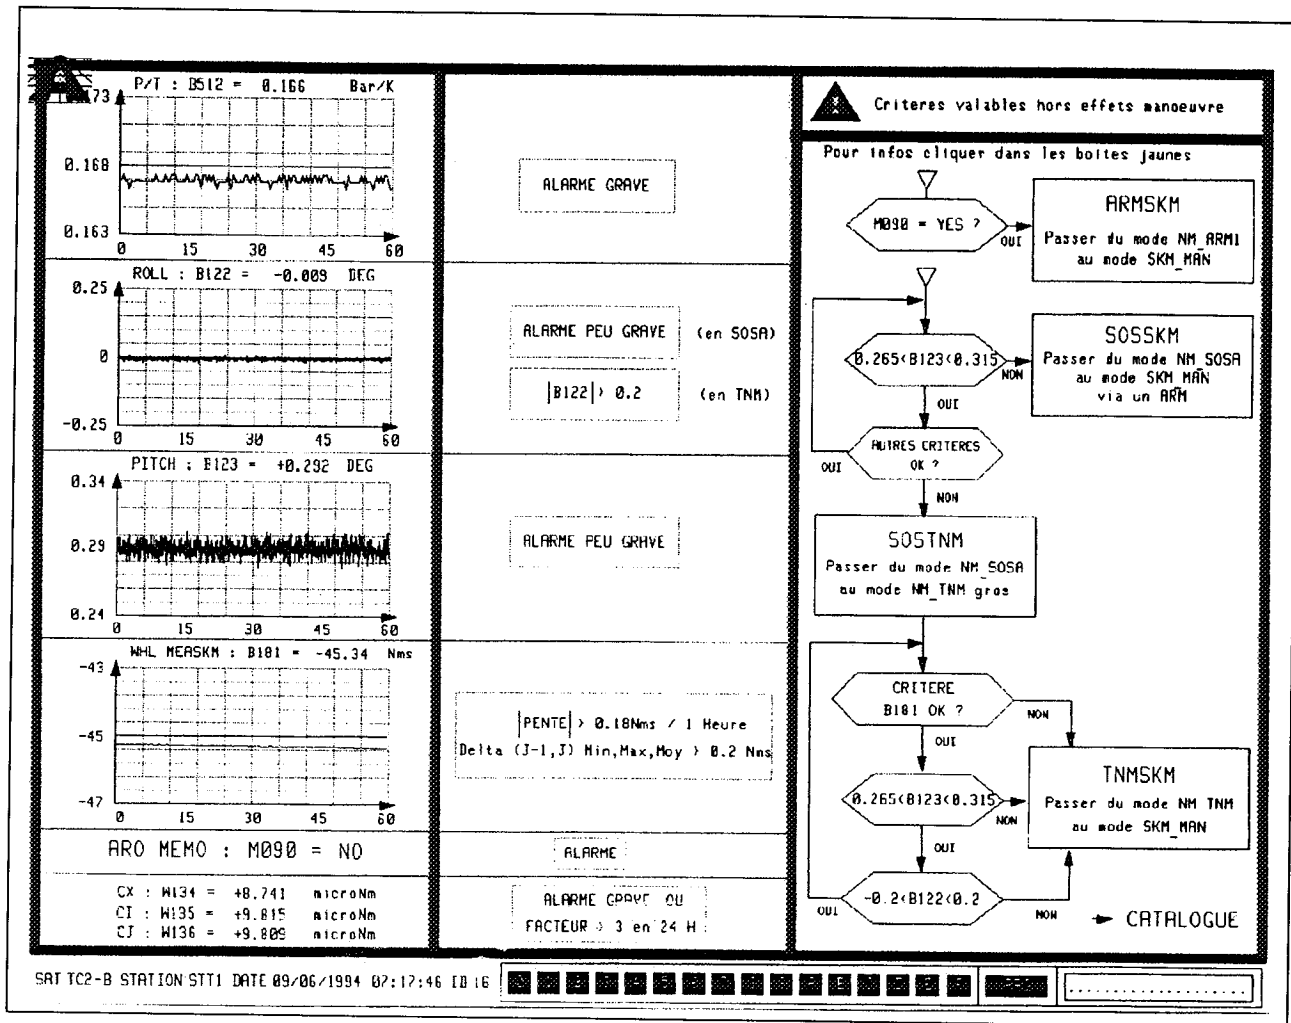 P/T : B512 = 0.166 Bar/K
0.173
0.168
0.163
0 15 30 45 60
ROLL : B122 = -0.009 DEG
0.25
0
-0.25
0 15 30 45 60
PITCH : B123 = +0.292 DEG
0.34
0.29
0.24
0 15 30 45 60
WHL MEASKM : B181 = -45.34 Nms
-43
-45
-47
0 15 30 45 60
ARO MEMO : M090 = NO
CX : W134 = +8.741 microNm
CI : W135 = +9.815 microNm
CJ : W136 = +9.809 microNm
ALARME GRAVE
ALARME PEU GRAVE (en SOSA)
|B122| > 0.2 (en TNM)
ALARME PEU GRAVE
|PENTE| > 0.18Nms / 1 Heure
Delta (J-1,J) Min,Max,Moy > 0.2 Nms
ALARME
ALARME GRAVE OU
FACTEUR > 3 en 24 H
Criteres valables hors effets manoeuvre
Pour infos cliquer dans les boites jaunes
M090 = YES ?
OUI
ARMSKM
Passer du mode NM_ARM1
au mode SKM_MAN
0.265<B123<0.315
NON
OUI
SOSSKM
Passer du mode NM_SOSA
au mode SKM_MAN
via un ARM
AUTRES CRITERES
OK ?
OUI
NON
SOSTNM
Passer du mode NM_SOSA
au mode NM_TNM gros
CRITERE
B181 OK ?
NON
OUI
TNMSKM
Passer du mode NM TNM
au mode SKM_MAN
0.265<B123<0.315
NON
OUI
-0.2<B122<0.2
OUI
NON
CATALOGUE
SAT TC2-B STATION STT1 DATE 09/06/1994 07:17:46 ID 16